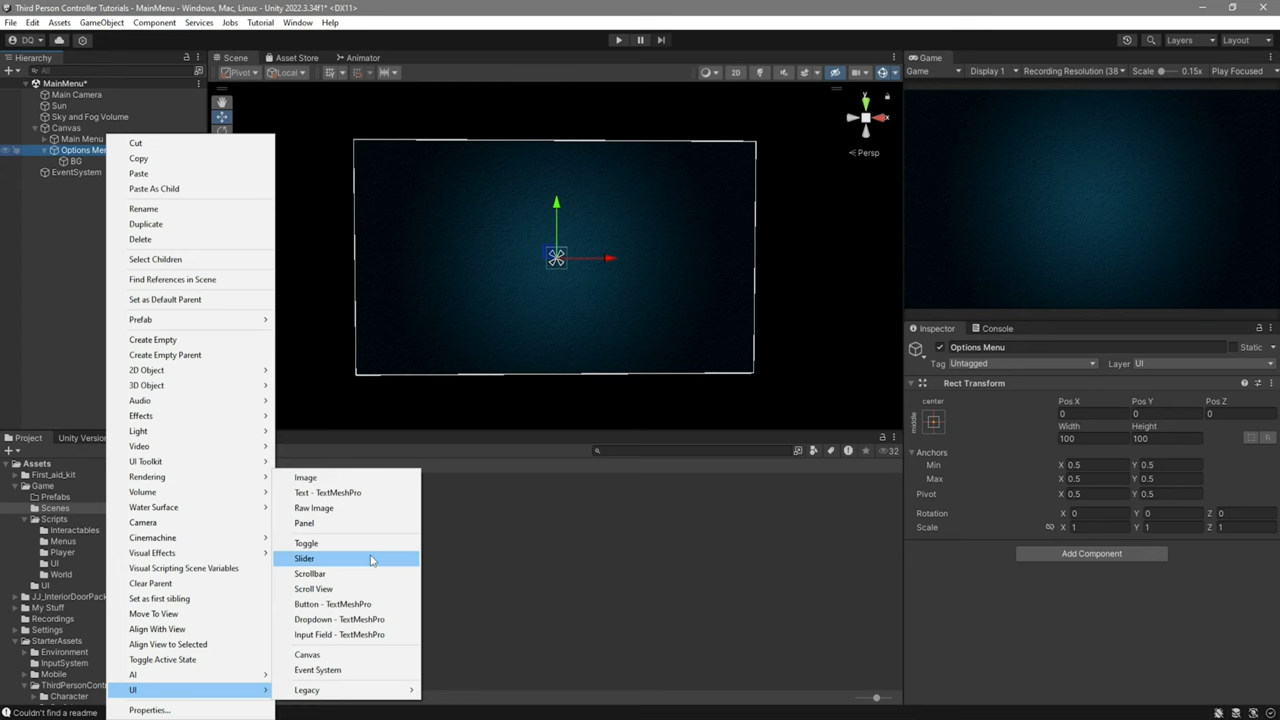 Third Person Controller Tutorials - MainMenu - Windows, Mac, Linux - Unity 2022.3.34f1* <DX11>
File Edit Assets GameObject Component Services Jobs Tutorial Window Help
DQ Layers Layout
Hierarchy Scene Asset Store Animator Game
All Pivot Local 2D Game Display 1 Recording Resolution (38 Scale 0.15x Play Focused
MainMenu*
Main Camera
Sun
Sky and Fog Volume
Canvas
Main Menu
Options Men
BG
EventSystem
y
x
Persp
Cut
Copy
Paste
Paste As Child
Rename
Duplicate
Delete
Select Children
Find References in Scene
Set as Default Parent
Prefab
Create Empty
Create Empty Parent
2D Object
3D Object
Audio
Effects
Light
Video
UI Toolkit
Rendering
Volume
Water Surface
Camera
Cinemachine
Visual Effects
Visual Scripting Scene Variables
Clear Parent
Set as first sibling
Move To View
Align With View
Align View to Selected
Toggle Active State
AI
UI
Properties...
Image
Text - TextMeshPro
Raw Image
Panel
Toggle
Slider
Scrollbar
Scroll View
Button - TextMeshPro
Dropdown - TextMeshPro
Input Field - TextMeshPro
Canvas
Event System
Legacy
Inspector Console
Options Menu Static
Tag Untagged Layer UI
Rect Transform
center Pos X Pos Y Pos Z
middle 0 0 0
Width Height
100 100 R
Anchors
Min X 0.5 Y 0.5
Max X 0.5 Y 0.5
Pivot X 0.5 Y 0.5
Rotation X 0 Y 0 Z 0
Scale X 1 Y 1 Z 1
Add Component
Project Unity Version
32
Assets
First_aid_kit
Game
Prefabs
Scenes
Scripts
Interactables
Menus
Player
UI
World
UI
JJ_InteriorDoorPack
My Stuff
Recordings
Settings
StarterAssets
Environment
InputSystem
Mobile
ThirdPersonContr
Character
Couldn't find a readme